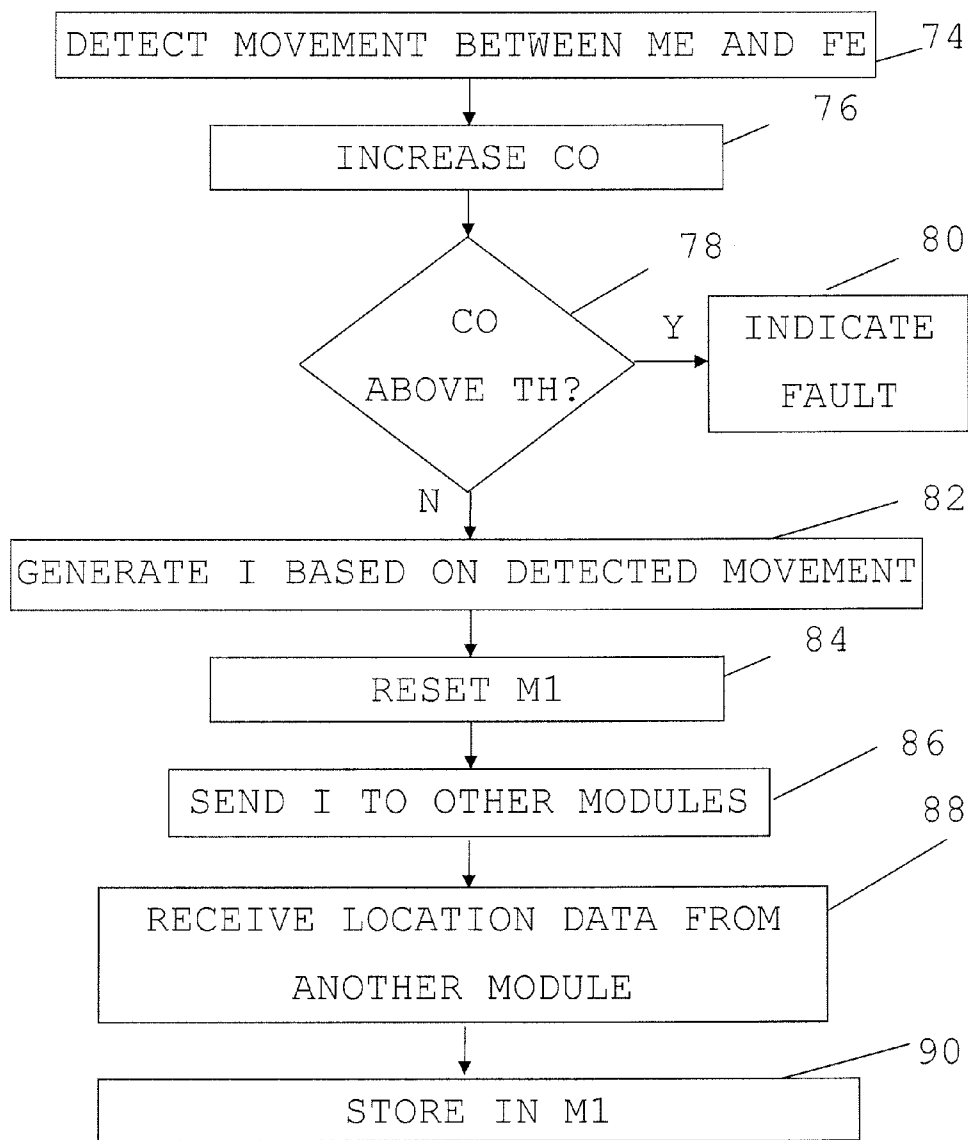 DETECT MOVEMENT BETWEEN ME AND FE
74
76
INCREASE CO
78
80
CO
ABOVE TH?
Y
INDICATE
FAULT
N
82
GENERATE I BASED ON DETECTED MOVEMENT
84
RESET M1
86
SEND I TO OTHER MODULES
88
RECEIVE LOCATION DATA FROM
ANOTHER MODULE
90
STORE IN M1